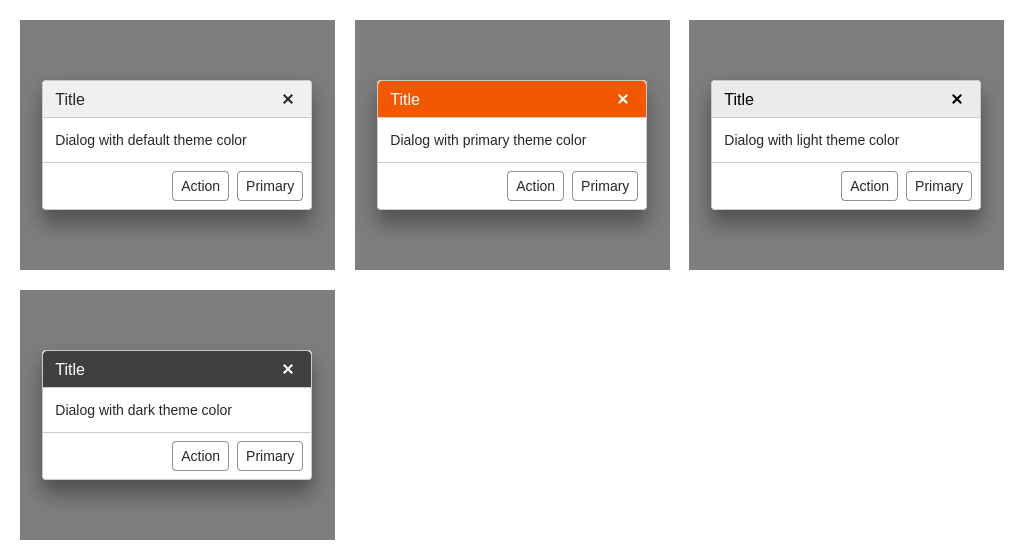 Title ✕
Dialog with default theme color
Action Primary
Title ✕
Dialog with primary theme color
Action Primary
Title ✕
Dialog with light theme color
Action Primary
Title ✕
Dialog with dark theme color
Action Primary